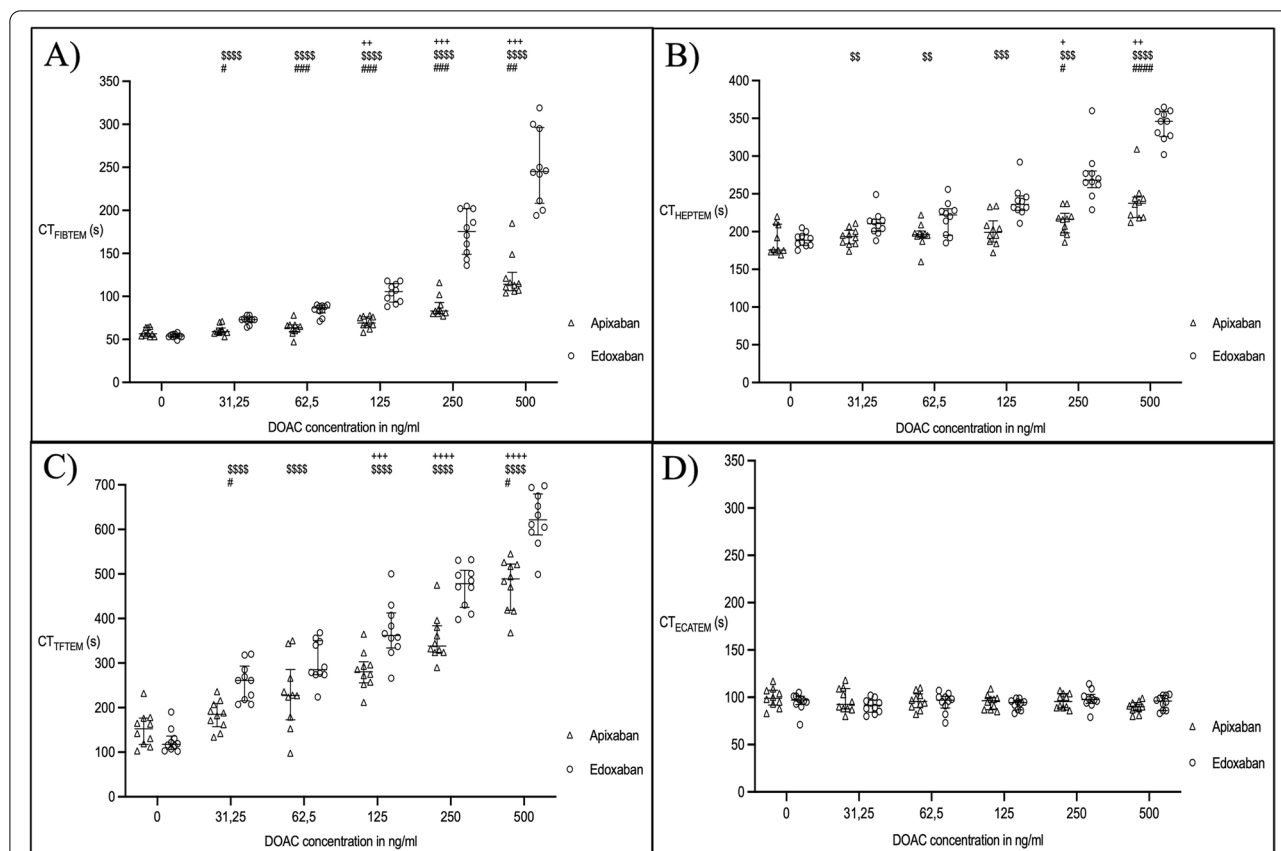 A)
$$$$ $$$$ ++ +++ +++
# ### $$$$ $$$$ $$$$
### ### ##
350
300
250
200
150
100
50
0
CT_FIBTEM (s)
Apixaban
Edoxaban
0 31,25 62,5 125 250 500
DOAC concentration in ng/ml
B)
$$ $$ $$$ + ++
$$$ $$$$
# ####
400
350
300
250
200
150
100
50
0
CT_HEPTEM (s)
Apixaban
Edoxaban
0 31,25 62,5 125 250 500
DOAC concentration in ng/ml
C)
$$$$ $$$$ +++ ++++ ++++
# $$$$ $$$$ $$$$
#
700
600
500
400
300
200
100
0
CT_TFTEM (s)
Apixaban
Edoxaban
0 31,25 62,5 125 250 500
DOAC concentration in ng/ml
D)
350
300
250
200
150
100
50
0
CT_ECATEM (s)
Apixaban
Edoxaban
0 31,25 62,5 125 250 500
DOAC concentration in ng/ml